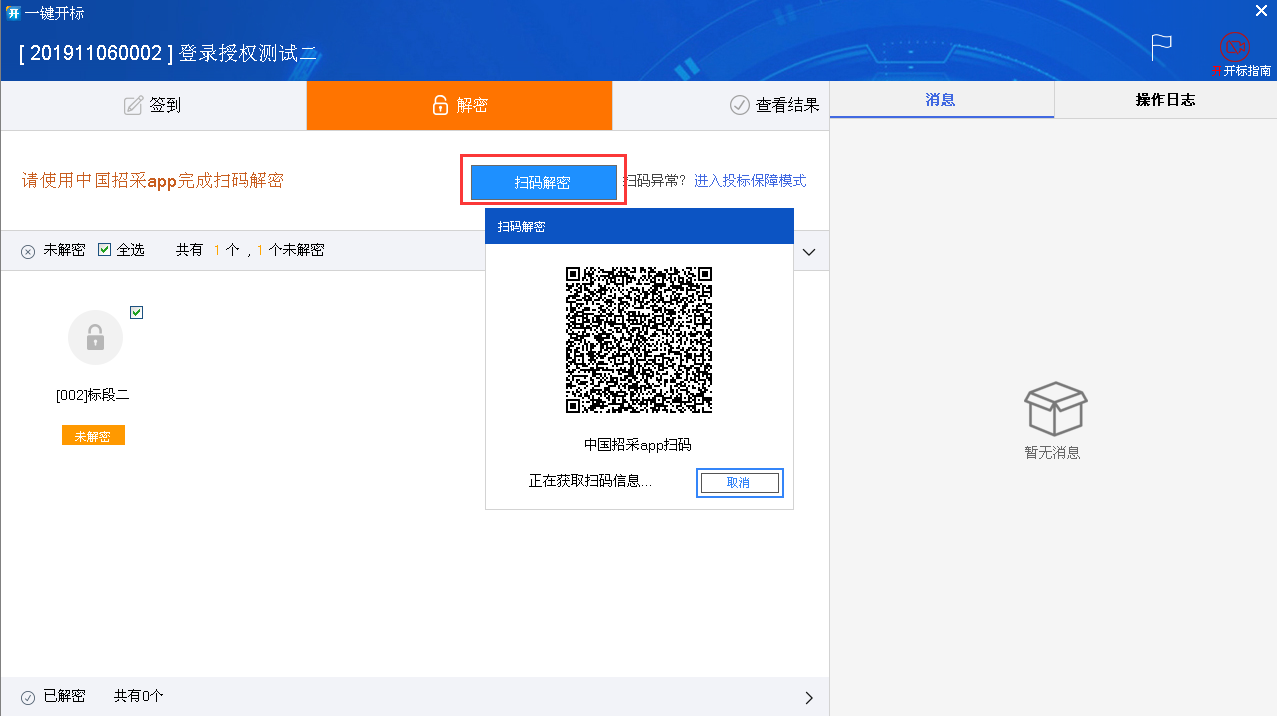 开 一键开标
[ 201911060002 ] 登录授权测试二
开标指南
签到
解密
查看结果
消息
操作日志
请使用中国招采app完成扫码解密
扫码解密
扫码异常? 进入投标保障模式
扫码解密
未解密 全选 共有 1 个 , 1 个未解密
中国招采app扫码
正在获取扫码信息...
取消
[002]标段二
未解密
暂无消息
已解密 共有0个